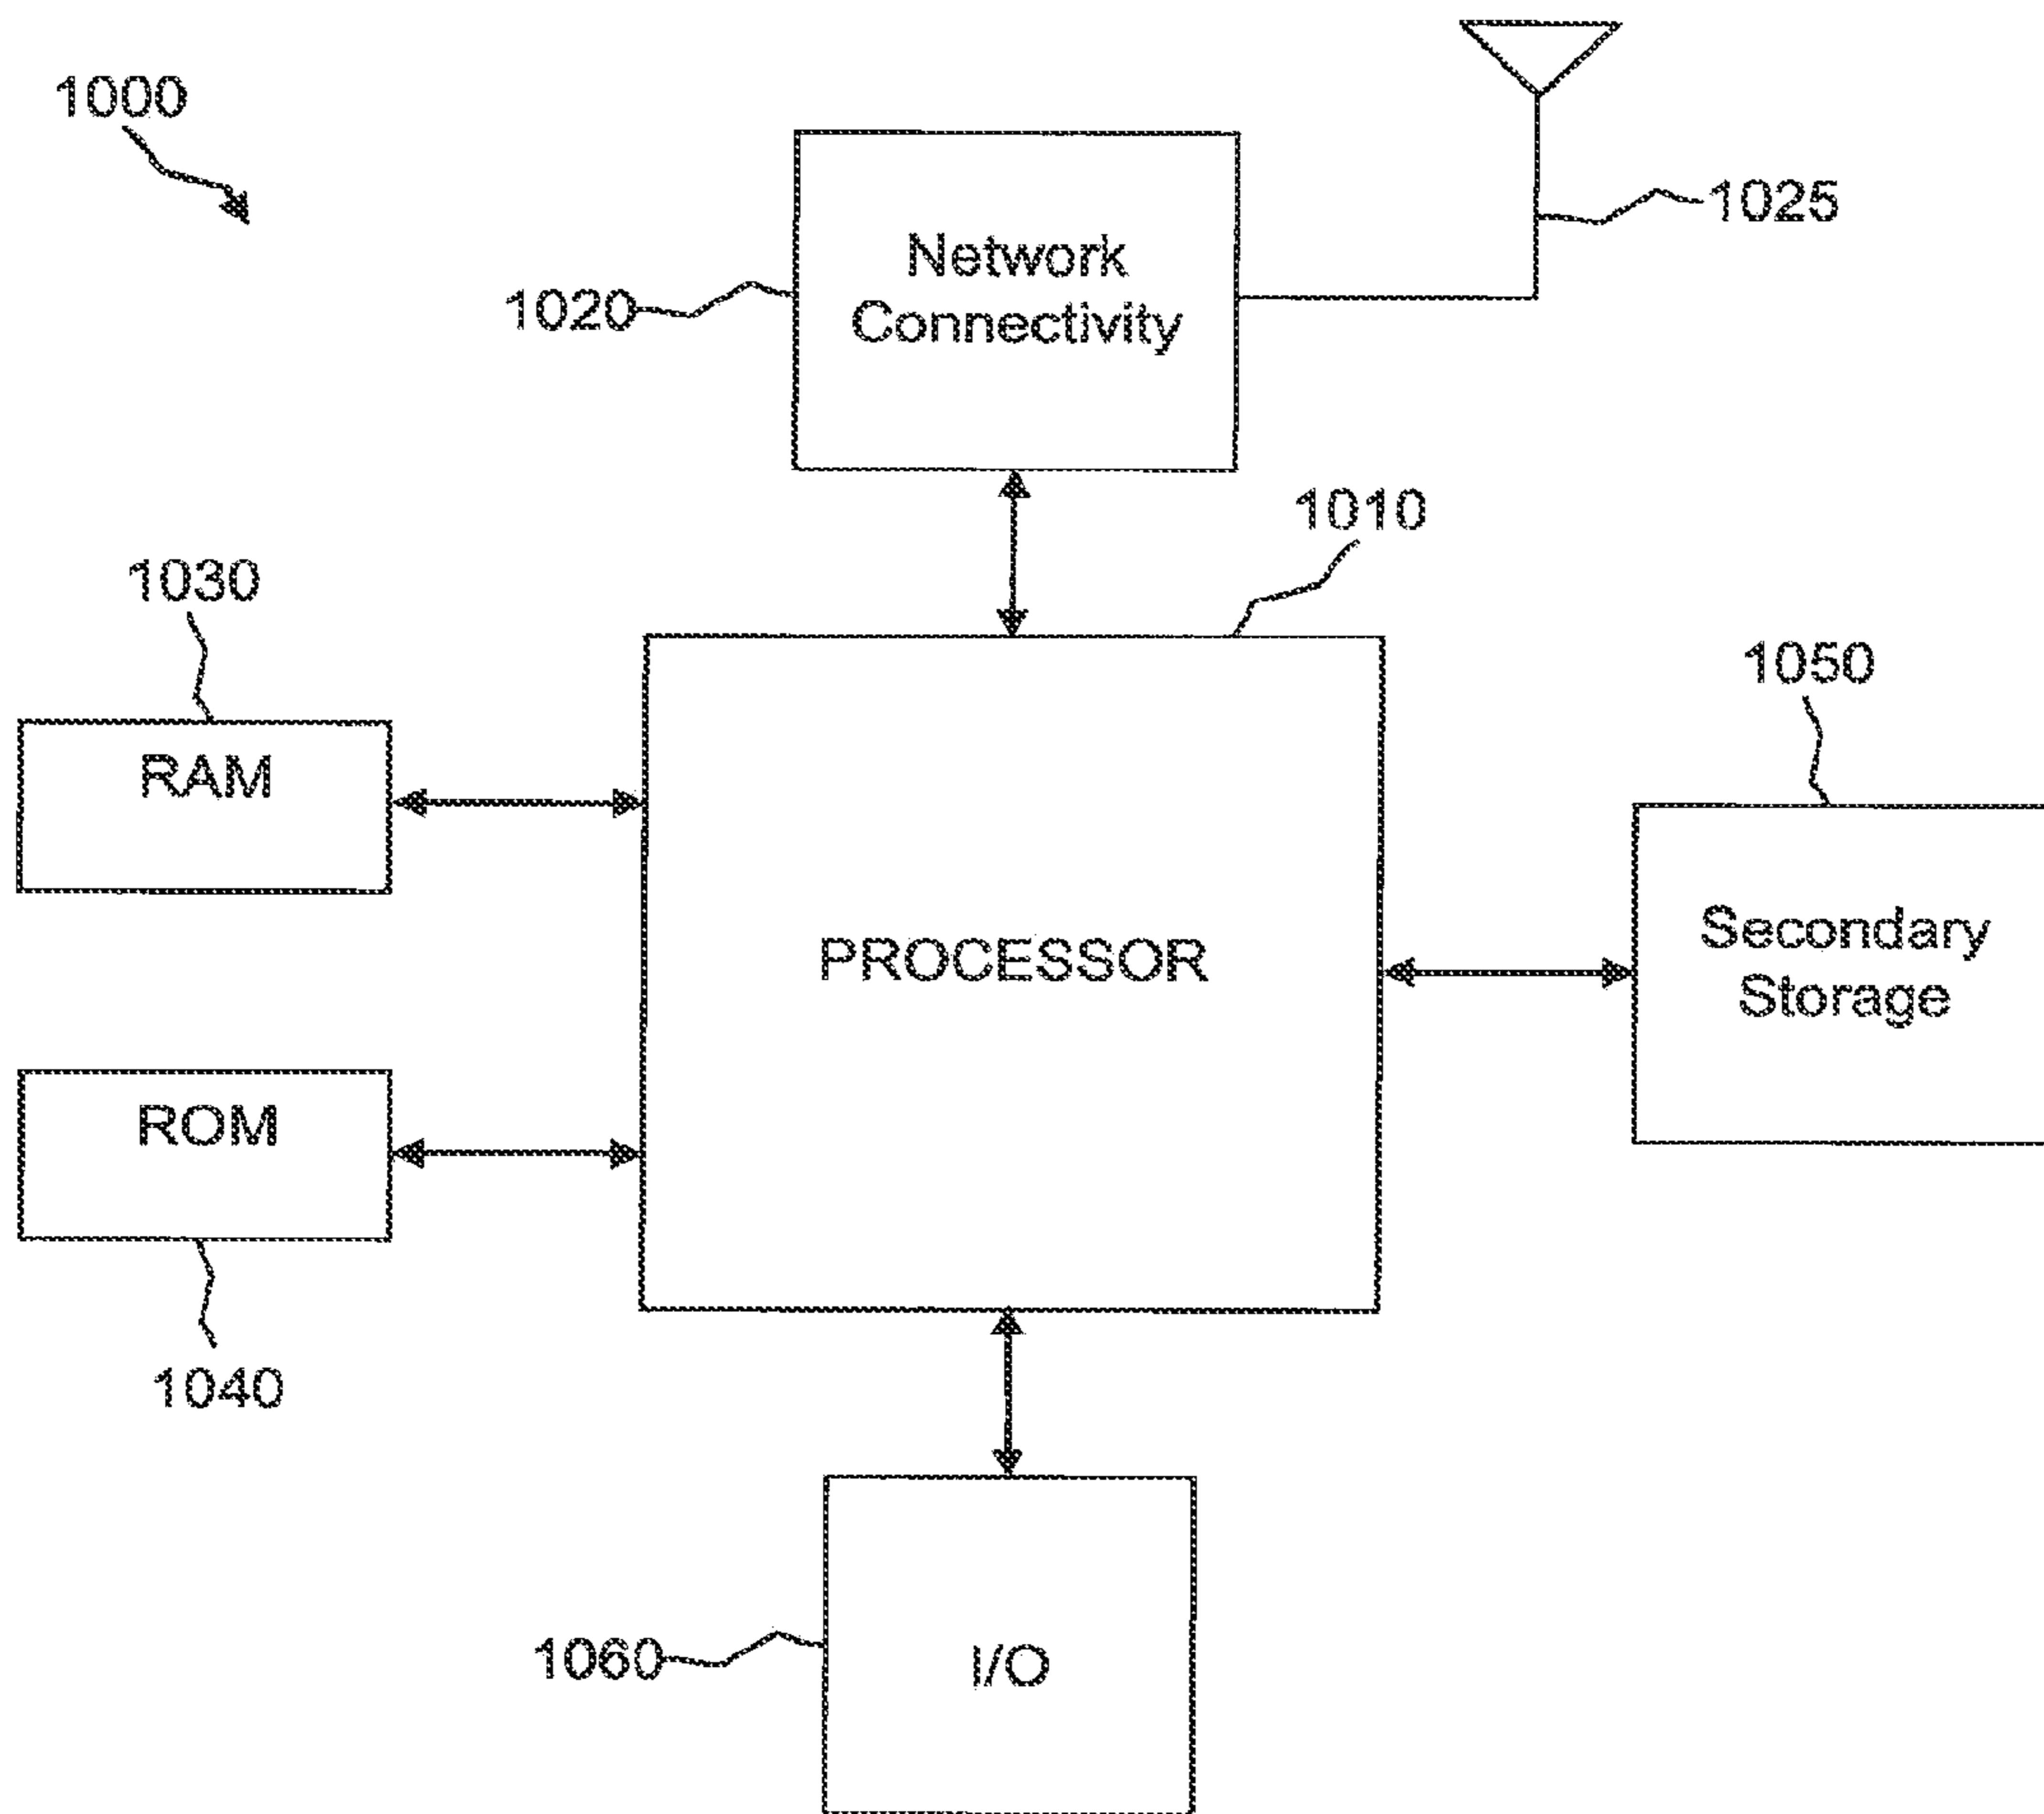 1000
1025
Network
Connectivity
1020
1010
1030
RAM
1050
PROCESSOR
Secondary
Storage
ROM
1040
1060
I/O